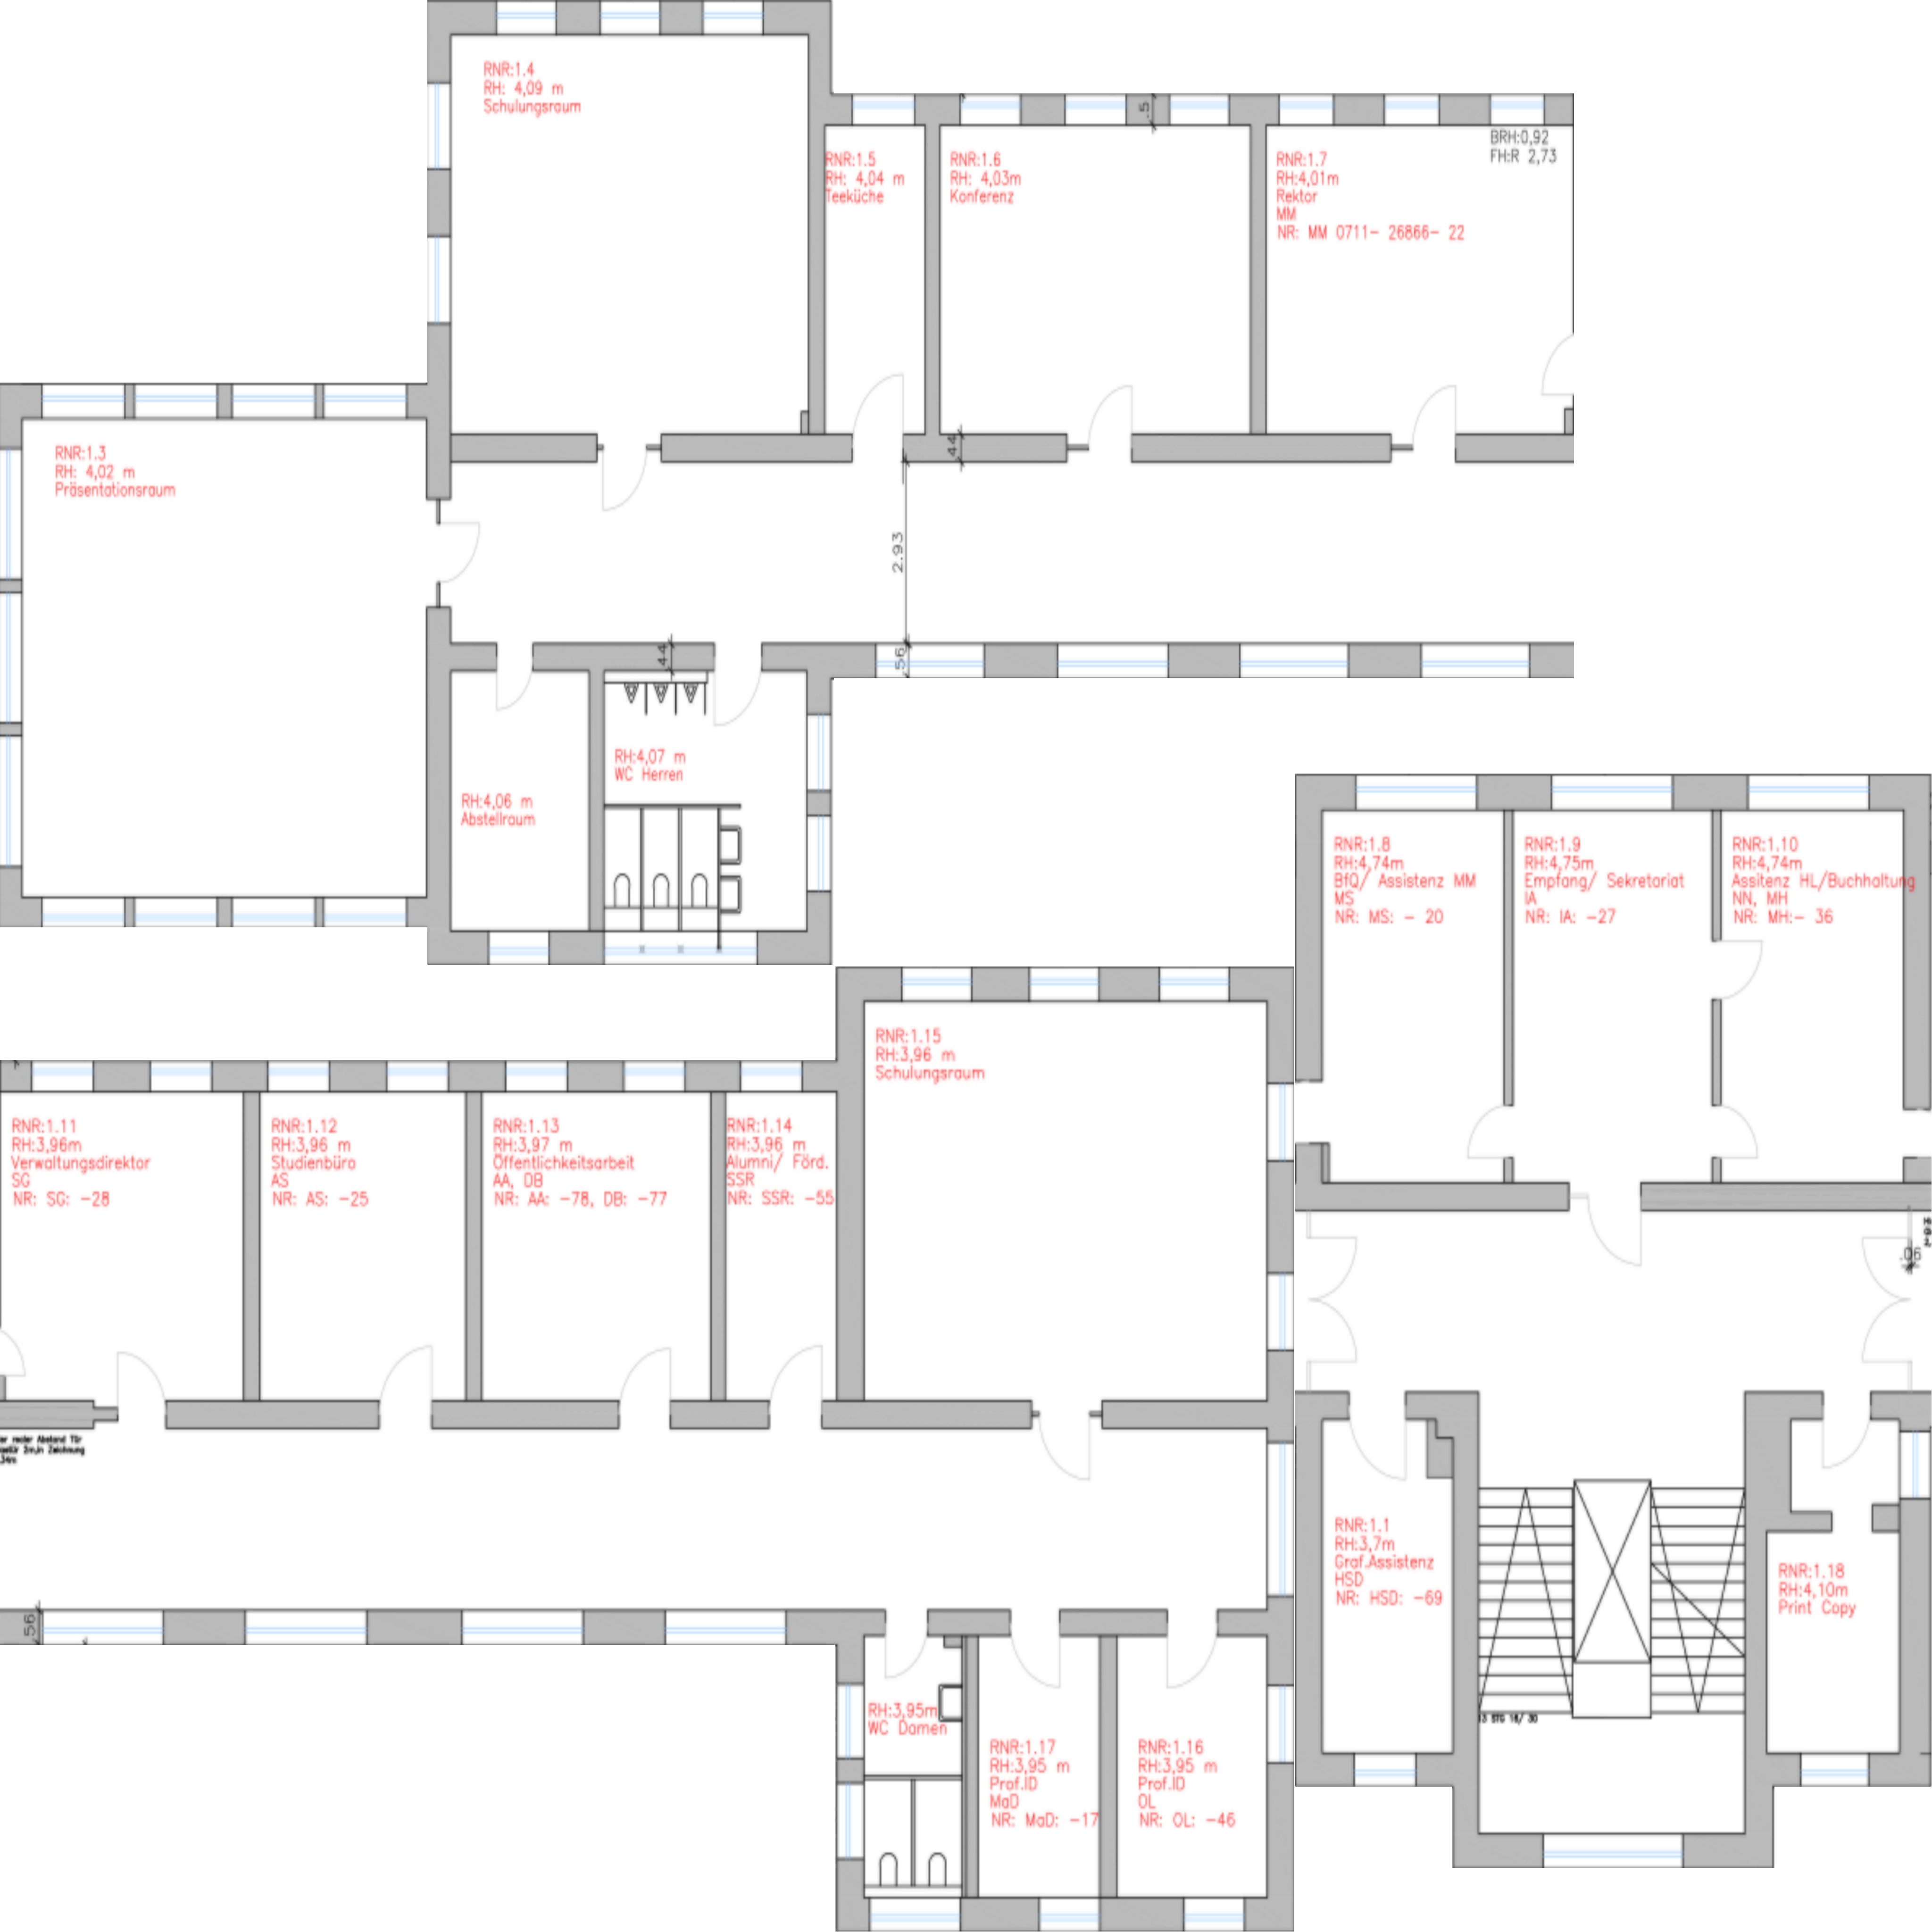 RNR:1.4
RH: 4,09 m
Schulungsraum
RNR:1.5
RH: 4,04 m
Teeküche
RNR:1.6
RH: 4,03m
Konferenz
.5
RNR:1.7
RH:4,01m
Rektor
MM
NR: MM 0711- 26866- 22
BRH:0,92
FH:R 2,73
RNR:1.3
RH: 4,02 m
Präsentationsraum
44
2.93
44
56
RH:4,07 m
WC Herren
RH:4,06 m
Abstellraum
RNR:1.8
RH:4,74m
BfQ/ Assistenz MM
MS
NR: MS: - 20
RNR:1.9
RH:4,75m
Empfang/ Sekretariat
IA
NR: IA: -27
RNR:1.10
RH:4,74m
Assitenz HL/Buchhaltung
NN, MH
NR: MH:- 36
RNR:1.15
RH:3,96 m
Schulungsraum
RNR:1.11
RH:3,96m
Verwaltungsdirektor
SG
NR: SG: -28
RNR:1.12
RH:3,96 m
Studienbüro
AS
NR: AS: -25
RNR:1.13
RH:3,97 m
Öffentlichkeitsarbeit
AA, DB
NR: AA: -78, DB: -77
RNR:1.14
RH:3,96 m
Alumni/ Förd.
SSR
NR: SSR: -55
.06
er realer Abstand Tür
2m,in Zeichnung
34m
RNR:1.1
RH:3,7m
Graf.Assistenz
HSD
NR: HSD: -69
RNR:1.18
RH:4,10m
Print Copy
56
RH:3,95m
WC Damen
RNR:1.17
RH:3,95 m
Prof.ID
MaD
NR: MaD: -17
RNR:1.16
RH:3,95 m
Prof.ID
OL
NR: OL: -46
3 STG 18/ 30